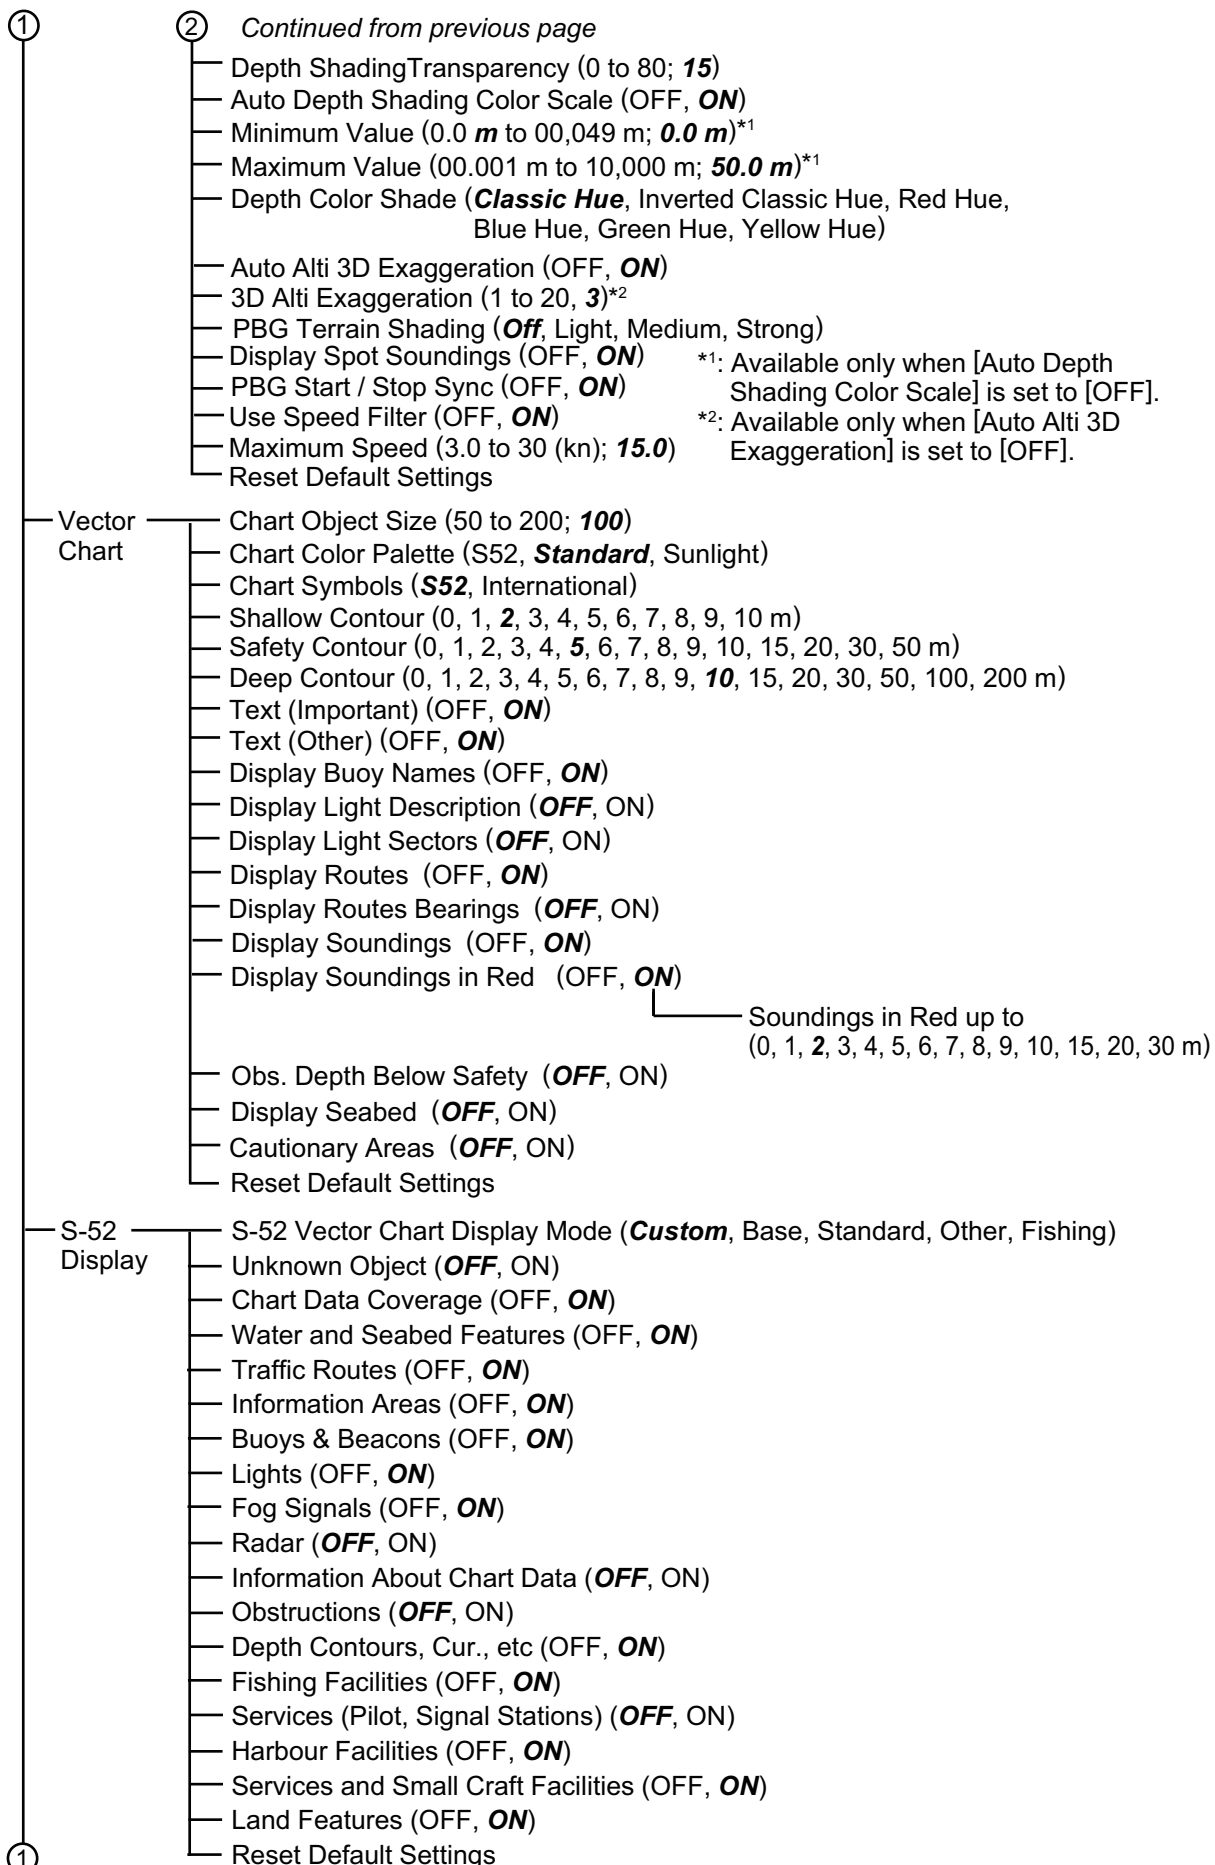 ① ② Continued from previous page
Depth ShadingTransparency (0 to 80; 15)
Auto Depth Shading Color Scale (OFF, ON)
Minimum Value (0.0 m to 00,049 m; 0.0 m)*1
Maximum Value (00.001 m to 10,000 m; 50.0 m)*1
Depth Color Shade (Classic Hue, Inverted Classic Hue, Red Hue,
Blue Hue, Green Hue, Yellow Hue)
Auto Alti 3D Exaggeration (OFF, ON)
3D Alti Exaggeration (1 to 20, 3)*2
PBG Terrain Shading (Off, Light, Medium, Strong)
Display Spot Soundings (OFF, ON)
PBG Start / Stop Sync (OFF, ON)
Use Speed Filter (OFF, ON)
Maximum Speed (3.0 to 30 (kn); 15.0)
Reset Default Settings
*1: Available only when [Auto Depth
Shading Color Scale] is set to [OFF].
*2: Available only when [Auto Alti 3D
Exaggeration] is set to [OFF].
Vector
Chart
Chart Object Size (50 to 200; 100)
Chart Color Palette (S52, Standard, Sunlight)
Chart Symbols (S52, International)
Shallow Contour (0, 1, 2, 3, 4, 5, 6, 7, 8, 9, 10 m)
Safety Contour (0, 1, 2, 3, 4, 5, 6, 7, 8, 9, 10, 15, 20, 30, 50 m)
Deep Contour (0, 1, 2, 3, 4, 5, 6, 7, 8, 9, 10, 15, 20, 30, 50, 100, 200 m)
Text (Important) (OFF, ON)
Text (Other) (OFF, ON)
Display Buoy Names (OFF, ON)
Display Light Description (OFF, ON)
Display Light Sectors (OFF, ON)
Display Routes (OFF, ON)
Display Routes Bearings (OFF, ON)
Display Soundings (OFF, ON)
Display Soundings in Red (OFF, ON)
Soundings in Red up to
(0, 1, 2, 3, 4, 5, 6, 7, 8, 9, 10, 15, 20, 30 m)
Obs. Depth Below Safety (OFF, ON)
Display Seabed (OFF, ON)
Cautionary Areas (OFF, ON)
Reset Default Settings
S-52
Display
S-52 Vector Chart Display Mode (Custom, Base, Standard, Other, Fishing)
Unknown Object (OFF, ON)
Chart Data Coverage (OFF, ON)
Water and Seabed Features (OFF, ON)
Traffic Routes (OFF, ON)
Information Areas (OFF, ON)
Buoys & Beacons (OFF, ON)
Lights (OFF, ON)
Fog Signals (OFF, ON)
Radar (OFF, ON)
Information About Chart Data (OFF, ON)
Obstructions (OFF, ON)
Depth Contours, Cur., etc (OFF, ON)
Fishing Facilities (OFF, ON)
Services (Pilot, Signal Stations) (OFF, ON)
Harbour Facilities (OFF, ON)
Services and Small Craft Facilities (OFF, ON)
Land Features (OFF, ON)
① Reset Default Settings